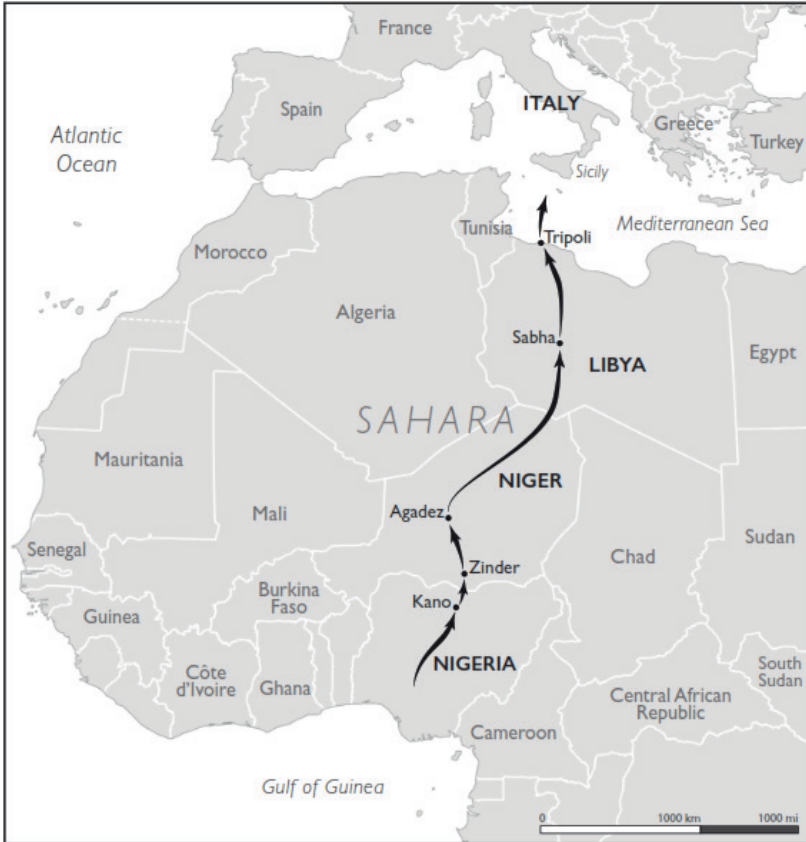 France
ITALY
Spain
Atlantic
Ocean
Greece
Turkey
Sicily
Mediterranean Sea
Tunisia
Tripoli
Morocco
Algeria
Sabha
LIBYA
Egypt
SAHARA
Mauritania
NIGER
Mali
Agadez
Sudan
Senegal
Chad
Zinder
Burkina
Faso
Kano
Guinea
NIGERIA
Côte
d'Ivoire
Ghana
South
Sudan
Central African
Republic
Cameroon
Gulf of Guinea
0 1000 km 1000 mi